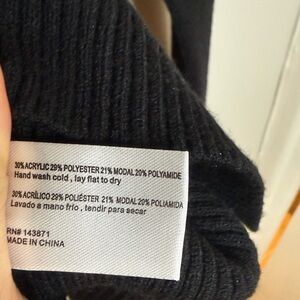 30% ACRYLIC 29% POLYESTER 21% MODAL 20% POLYAMIDE
Hand wash cold , lay flat to dry
30% ACRÍLICO 29% POLIÉSTER 21% MODAL 20% POLIAMIDA
Lavado a mano frío , tendir para secar
RN# 143871
MADE IN CHINA